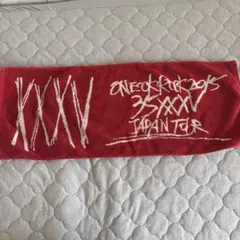 XXXV
ONE OK ROCK 2015
35XXXV
JAPAN TOUR